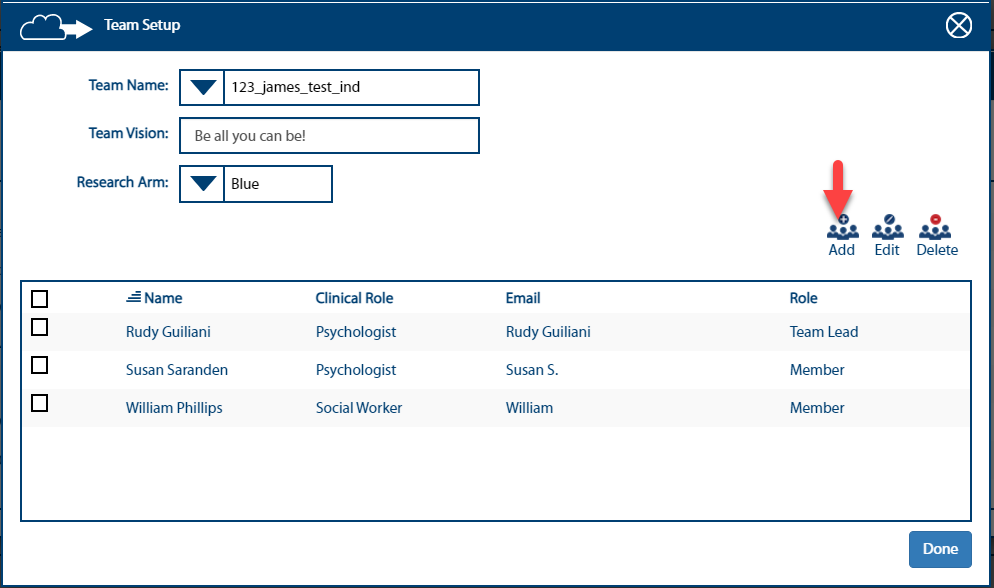 Team Setup
Team Name: 123_james_test_ind
Team Vision: Be all you can be!
Research Arm: Blue
Add Edit Delete
Name Clinical Role Email Role
Rudy Guiliani Psychologist Rudy Guiliani Team Lead
Susan Saranden Psychologist Susan S. Member
William Phillips Social Worker William Member
Done